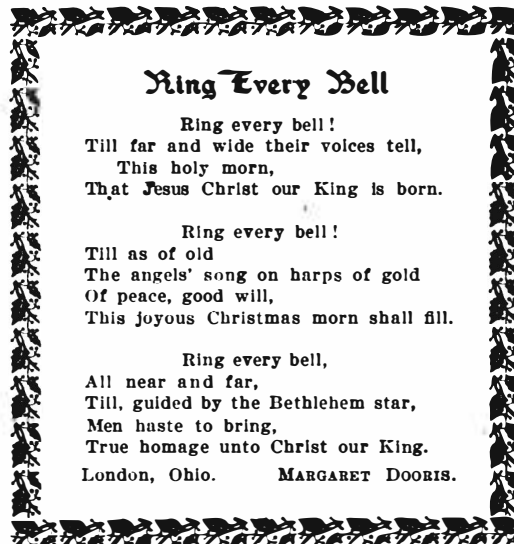 Ring Every Bell
Ring every bell!
Till far and wide their voices tell,
This holy morn,
That Jesus Christ our King is born.
Ring every bell!
Till as of old
The angels' song on harps of gold
Of peace, good will,
This joyous Christmas morn shall fill.
Ring every bell,
All near and far,
Till, guided by the Bethlehem star,
Men haste to bring,
True homage unto Christ our King.
London, Ohio. MARGARET DOORIS.